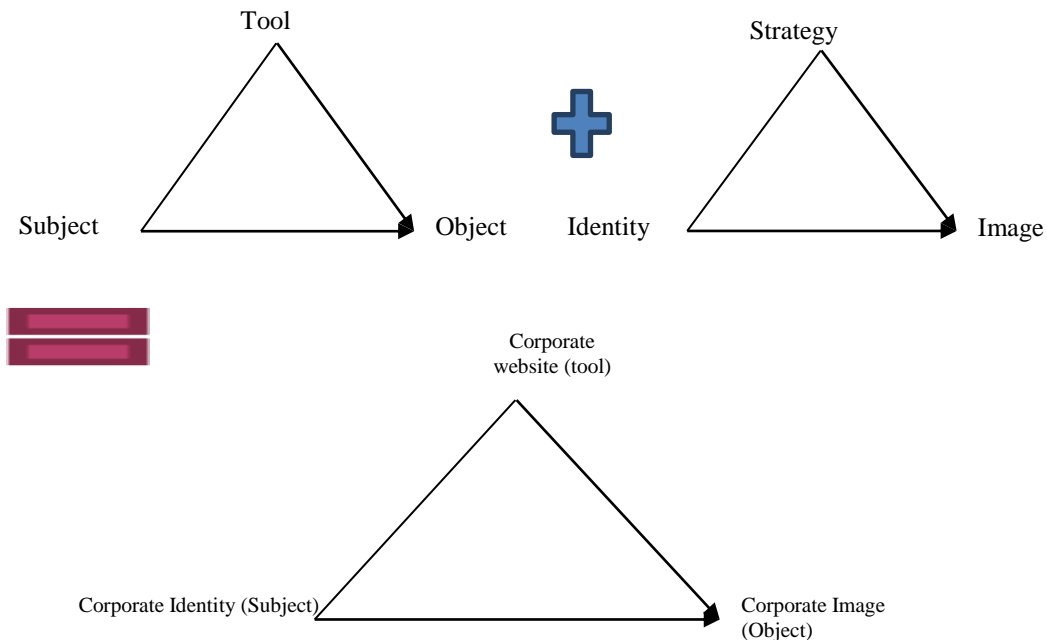 Tool
Strategy
Subject
Object
Identity
Image
Corporate
website (tool)
Corporate Identity (Subject)
Corporate Image
(Object)